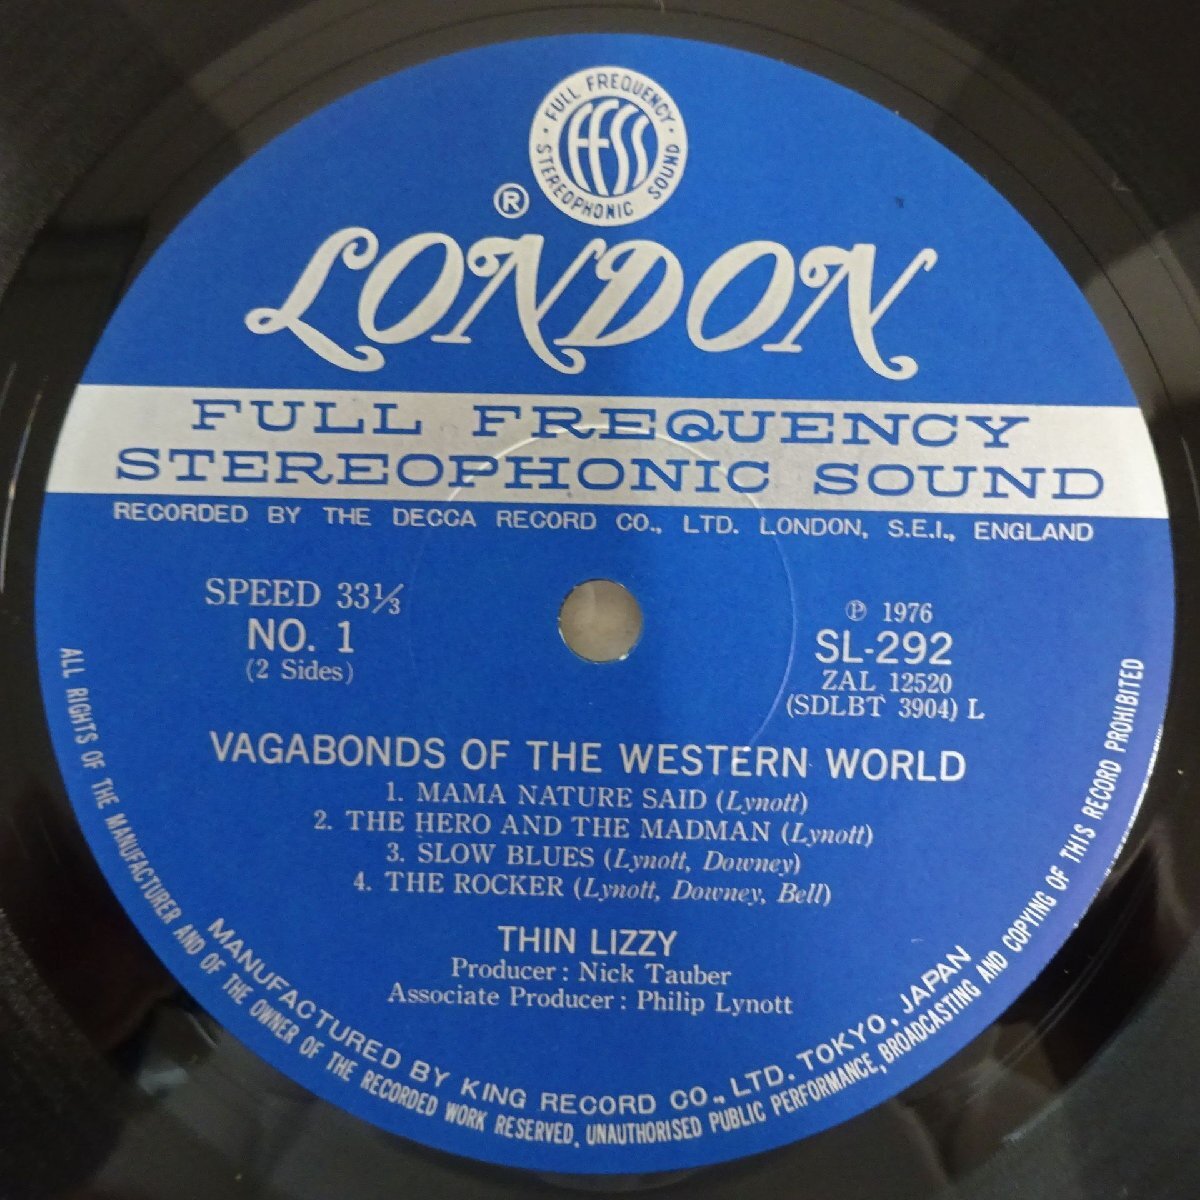 FULL FREQUENCY STEREOPHONIC SOUND
FFSS
®
LONDON
FULL FREQUENCY
STEREOPHONIC SOUND
RECORDED BY THE DECCA RECORD CO., LTD. LONDON, S.E.I., ENGLAND
SPEED 33⅓
NO. 1
(2 Sides)
℗ 1976
SL-292
ZAL 12520
(SDLBT 3904) L
VAGABONDS OF THE WESTERN WORLD
1. MAMA NATURE SAID (Lynott)
2. THE HERO AND THE MADMAN (Lynott)
3. SLOW BLUES (Lynott, Downey)
4. THE ROCKER (Lynott, Downey, Bell)
THIN LIZZY
Producer : Nick Tauber
Associate Producer : Philip Lynott
MANUFACTURED BY KING RECORD CO., LTD. TOKYO, JAPAN
ALL RIGHTS OF THE MANUFACTURER AND OF THE OWNER OF THE RECORDED WORK RESERVED. UNAUTHORISED PUBLIC PERFORMANCE, BROADCASTING AND COPYING OF THIS RECORD PROHIBITED